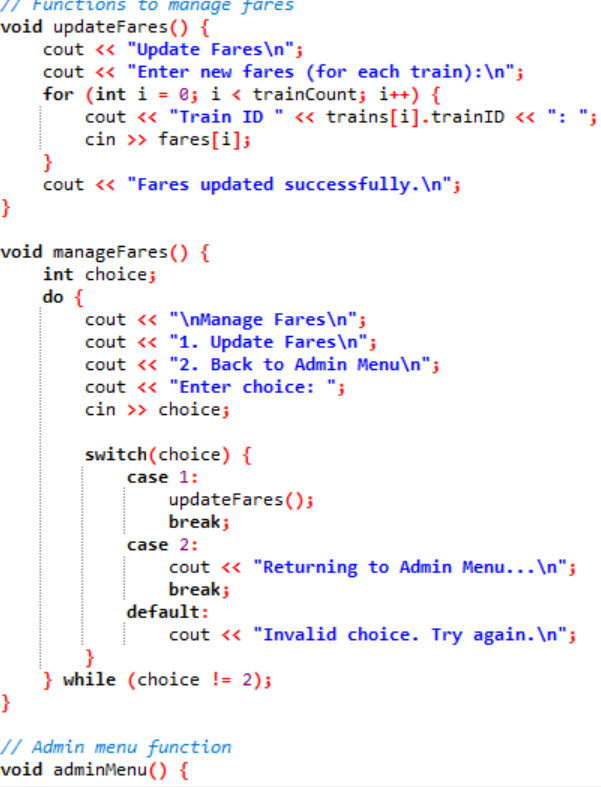 // Functions to manage fares
void updateFares() {
    cout << "Update Fares\n";
    cout << "Enter new fares (for each train):\n";
    for (int i = 0; i < trainCount; i++) {
        cout << "Train ID " << trains[i].trainID << ": ";
        cin >> fares[i];
    }
    cout << "Fares updated successfully.\n";
}

void manageFares() {
    int choice;
    do {
        cout << "\nManage Fares\n";
        cout << "1. Update Fares\n";
        cout << "2. Back to Admin Menu\n";
        cout << "Enter choice: ";
        cin >> choice;

        switch(choice) {
            case 1:
                updateFares();
                break;
            case 2:
                cout << "Returning to Admin Menu...\n";
                break;
            default:
                cout << "Invalid choice. Try again.\n";
        }
    } while (choice != 2);
}

// Admin menu function
void adminMenu() {